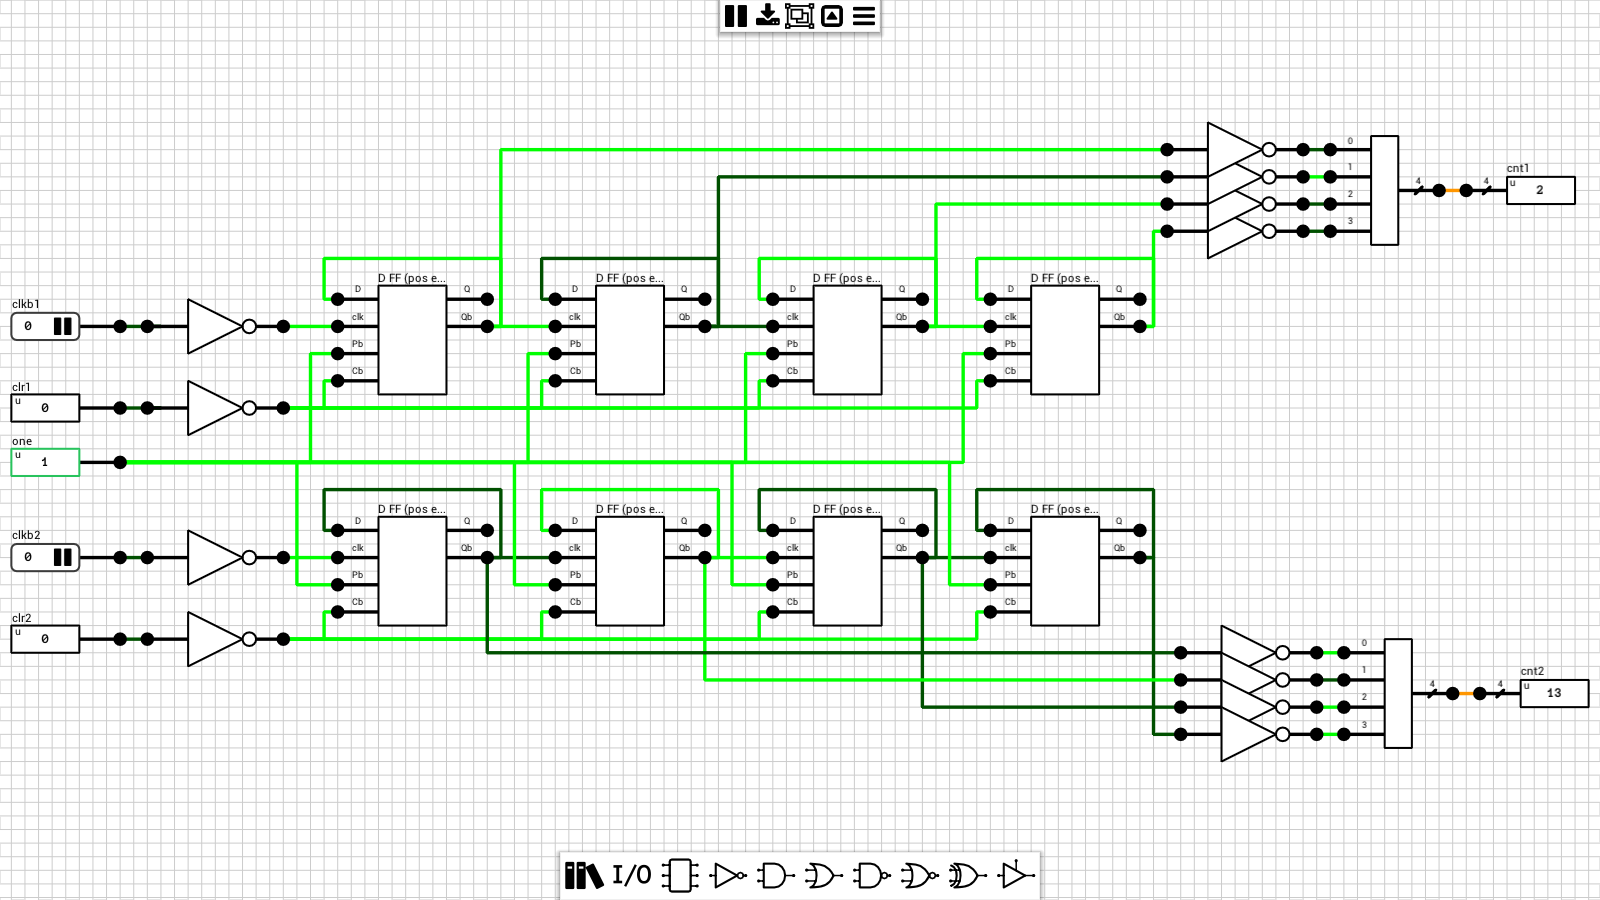 0
1
2
3
4
4
cnt1
u
2
D FF (pos e...
D FF (pos e...
D FF (pos e...
D FF (pos e...
D
Q
D
Q
D
Q
D
Q
clkb1
0
clk
Qb
clk
Qb
clk
Qb
clk
Qb
Pb
Pb
Pb
Pb
Cb
Cb
Cb
Cb
clr1
u
0
one
u
1
D FF (pos e...
D FF (pos e...
D FF (pos e...
D FF (pos e...
D
Q
D
Q
D
Q
D
Q
clkb2
0
clk
Qb
clk
Qb
clk
Qb
clk
Qb
Pb
Pb
Pb
Pb
Cb
Cb
Cb
Cb
clr2
u
0
0
1
2
3
4
4
cnt2
u
13
I/O